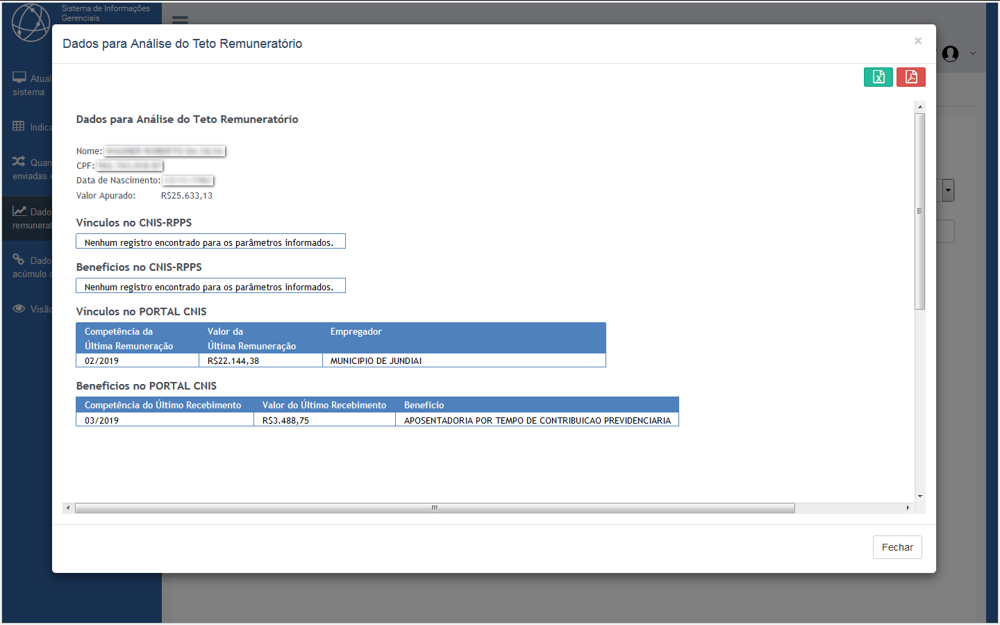 Sistema de Informações
Gerenciais
Dados para Análise do Teto Remuneratório
×
Atual
sistema
Indica
Quan
enviadas e
Dado
remunerat
Dado
acúmulo d
Visão
Dados para Análise do Teto Remuneratório
Nome:
CPF:
Data de Nascimento:
Valor Apurado: R$25.633,13
Vínculos no CNIS-RPPS
Nenhum registro encontrado para os parâmetros informados.
Beneficios no CNIS-RPPS
Nenhum registro encontrado para os parâmetros informados.
Vínculos no PORTAL CNIS
Competência da Última Remuneração Valor da Última Remuneração Empregador
02/2019 R$22.144,38 MUNICIPIO DE JUNDIAI
Beneficios no PORTAL CNIS
Competência do Último Recebimento Valor do Último Recebimento Benefício
03/2019 R$3.488,75 APOSENTADORIA POR TEMPO DE CONTRIBUICAO PREVIDENCIARIA
Fechar